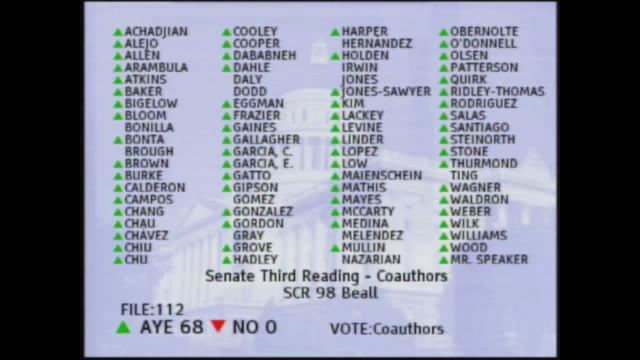 ACHADJIAN COOLEY HARPER OBERNOLTE
ALEJO COOPER HERNANDEZ O'DONNELL
ALLEN DABABNEH HOLDEN OLSEN
ARAMBULA DAHLE IRWIN PATTERSON
ATKINS DALY JONES QUIRK
BAKER DODD JONES-SAWYER RIDLEY-THOMAS
BIGELOW EGGMAN KIM RODRIGUEZ
BLOOM FRAZIER LACKEY SALAS
BONILLA GAINES LEVINE SANTIAGO
BONTA GALLAGHER LINDER STEINORTH
BROUGH GARCIA, C. LOPEZ STONE
BROWN GARCIA, E. LOW THURMOND
BURKE GATTO MAIENSCHEIN TING
CALDERON GIPSON MATHIS WAGNER
CAMPOS GOMEZ MAYES WALDRON
CHANG GONZALEZ MCCARTY WEBER
CHAU GORDON MEDINA WILK
CHÁVEZ GRAY MELENDEZ WILLIAMS
CHIU GROVE MULLIN WOOD
CHU HADLEY NAZARIAN MR. SPEAKER
Senate Third Reading - Coauthors
SCR 98 Beall
FILE:112
AYE 68 NO 0 VOTE:Coauthors